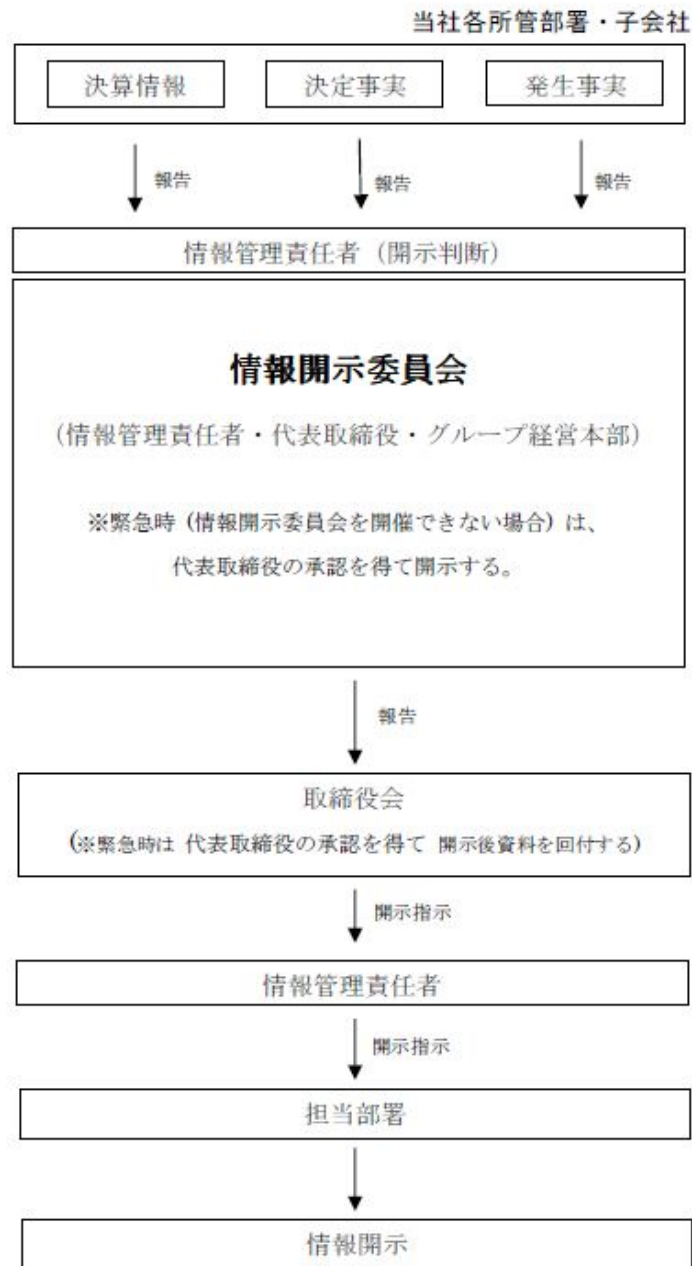 当社各所管部署・子会社
決算情報
決定事実
発生事実
報告
報告
報告
情報管理責任者（開示判断）
情報開示委員会
（情報管理責任者・代表取締役・グループ経営本部）
※緊急時（情報開示委員会を開催できない場合）は、
代表取締役の承認を得て開示する。
報告
取締役会
（※緊急時は 代表取締役の承認を得て 開示後資料を回付する）
開示指示
情報管理責任者
開示指示
担当部署
情報開示